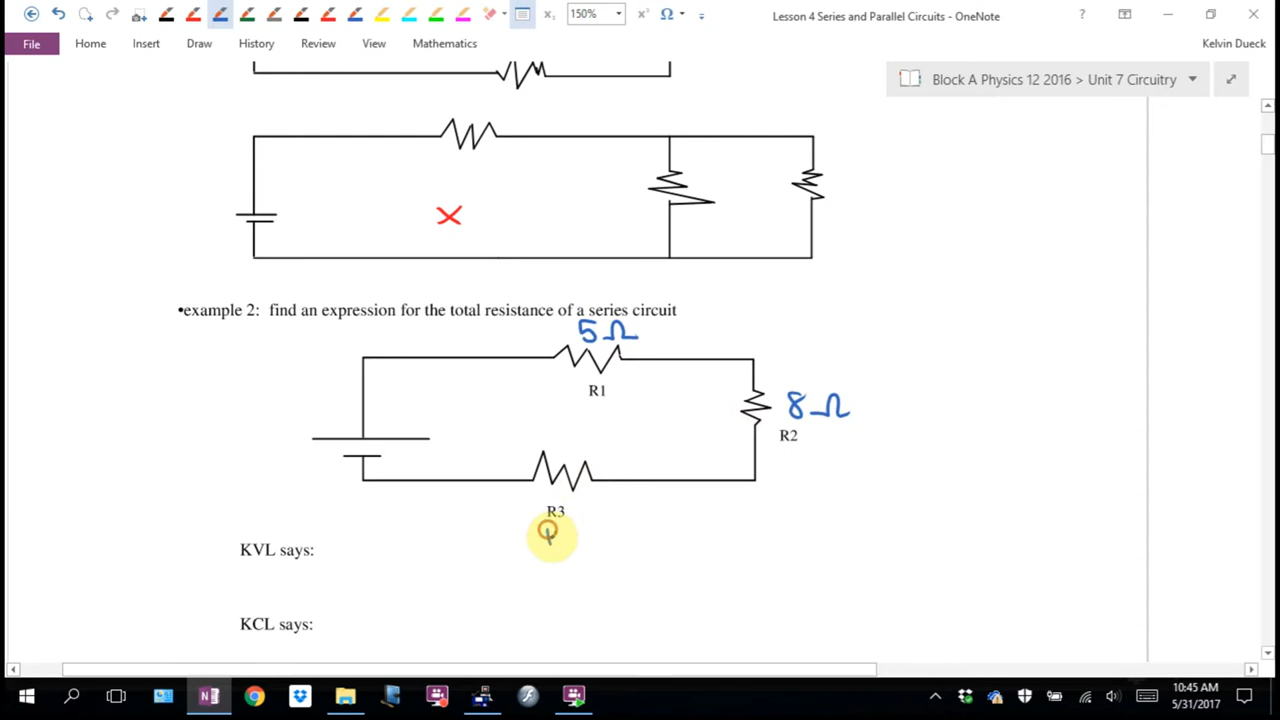 150%
Lesson 4 Series and Parallel Circuits - OneNote
File Home Insert Draw History Review View Mathematics Kelvin Dueck
Block A Physics 12 2016 > Unit 7 Circuitry
•example 2: find an expression for the total resistance of a series circuit
5 Ω
R1
8 Ω
R2
R3
KVL says:
KCL says:
10:45 AM
5/31/2017